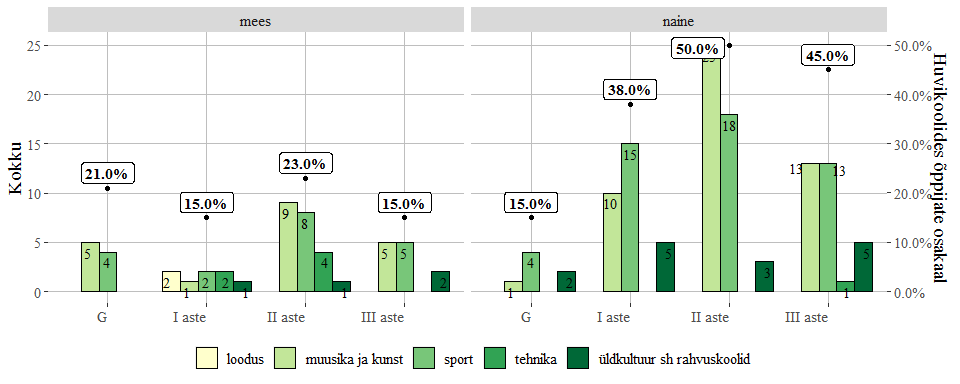 mees
naine
Kokku
Huvikoolides õppijate osakaal
25
20
15
10
5
0
50.0%
40.0%
30.0%
20.0%
10.0%
0.0%
21.0%
15.0%
23.0%
15.0%
15.0%
38.0%
50.0%
45.0%
5
4
2
1
2
2
1
9
8
4
1
5
5
2
1
4
2
10
15
5
18
3
13
13
1
5
G
I aste
II aste
III aste
G
I aste
II aste
III aste
loodus
muusika ja kunst
sport
tehnika
üldkultuur sh rahvuskoolid